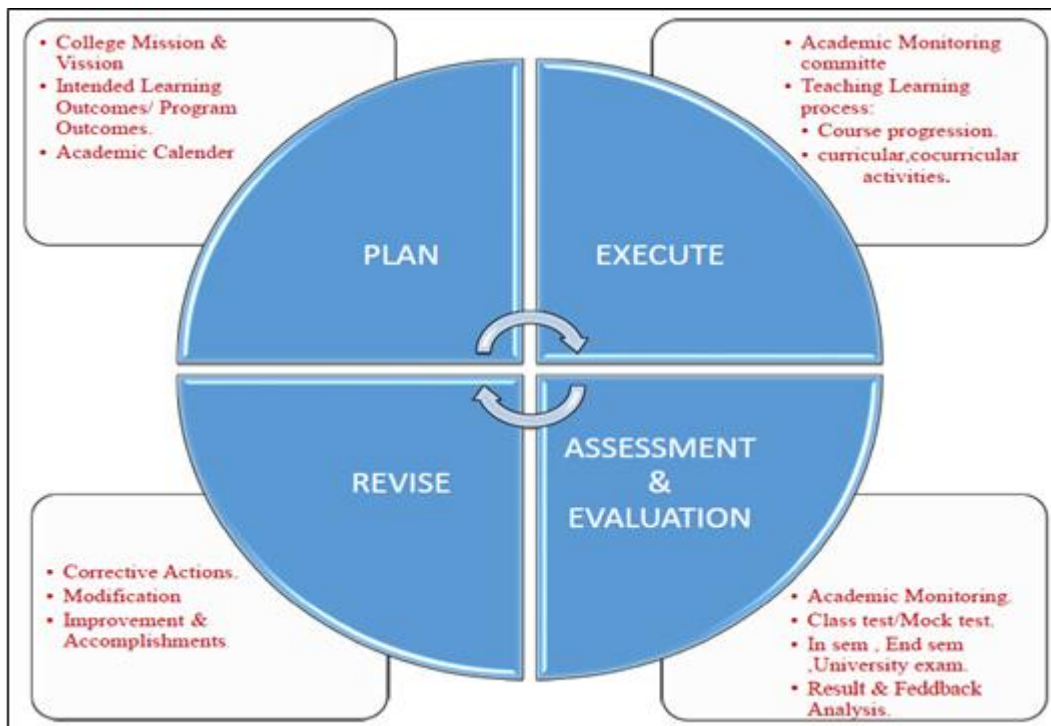 • College Mission &
Vission
• Intended Learning
Outcomes/ Program
Outcomes.
• Academic Calender
• Academic Monitoring
committe
• Teaching Learning
process:
• Course progression.
• curricular,cocurricular
activities.
PLAN
EXECUTE
REVISE
ASSESSMENT
&
EVALUATION
• Corrective Actions.
• Modification
• Improvement &
Accomplishments
• Academic Monitoring.
• Class test/Mock test.
• In sem , End sem
,University exam.
• Result & Feddback
Analysis.